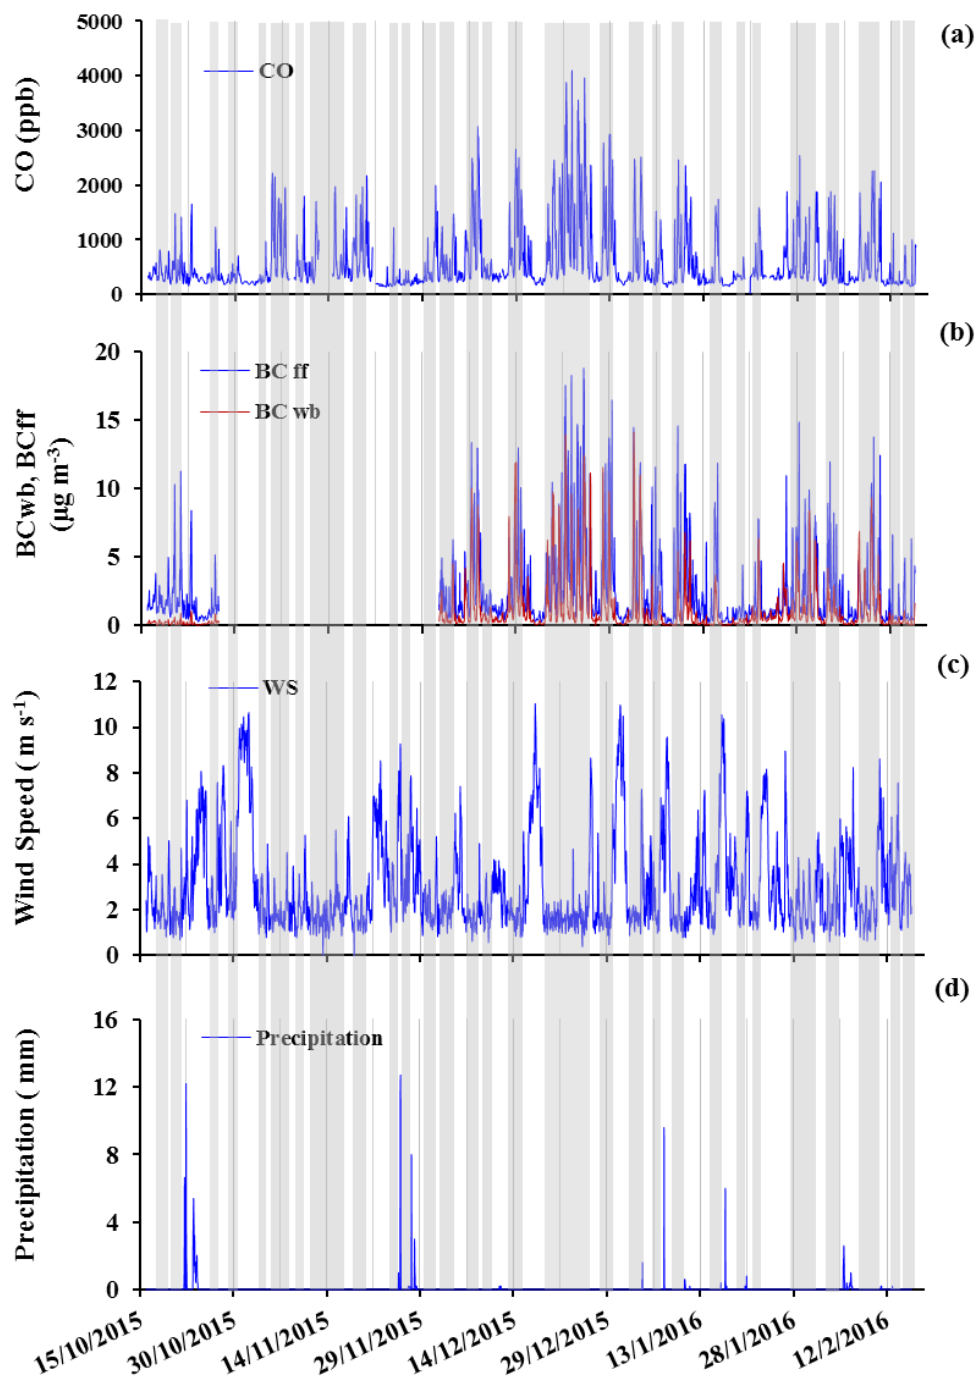 (a)
5000
4000
3000
2000
1000
0
CO (ppb)
CO
(b)
20
15
10
5
0
BCwb, BCff
(µg m-3)
BC ff
BC wb
(c)
12
10
8
6
4
2
0
Wind Speed ( m s-1)
WS
(d)
16
12
8
4
0
Precipitation ( mm)
Precipitation
15/10/2015
30/10/2015
14/11/2015
29/11/2015
14/12/2015
29/12/2015
13/1/2016
28/1/2016
12/2/2016